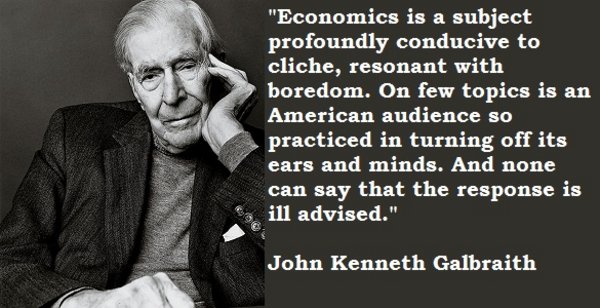 "Economics is a subject
profoundly conducive to
cliche, resonant with
boredom. On few topics is an
American audience so
practiced in turning off its
ears and minds. And none
can say that the response is
ill advised."
John Kenneth Galbraith